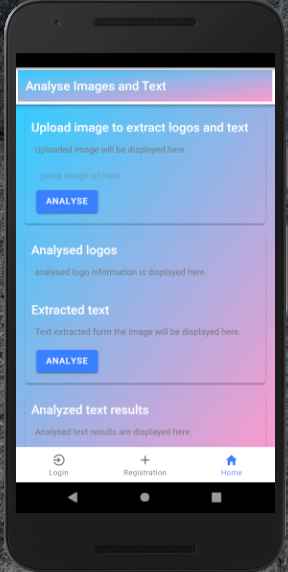 Analyse Images and Text
Upload image to extract logos and text
Uploaded image will be displayed here
paste image url here
ANALYSE
Analysed logos
analysed logo information is displayed here.
Extracted text
Text extracted form the image will be displayed here.
ANALYSE
Analyzed text results
Analysed text results are displayed here.
Login
Registration
Home